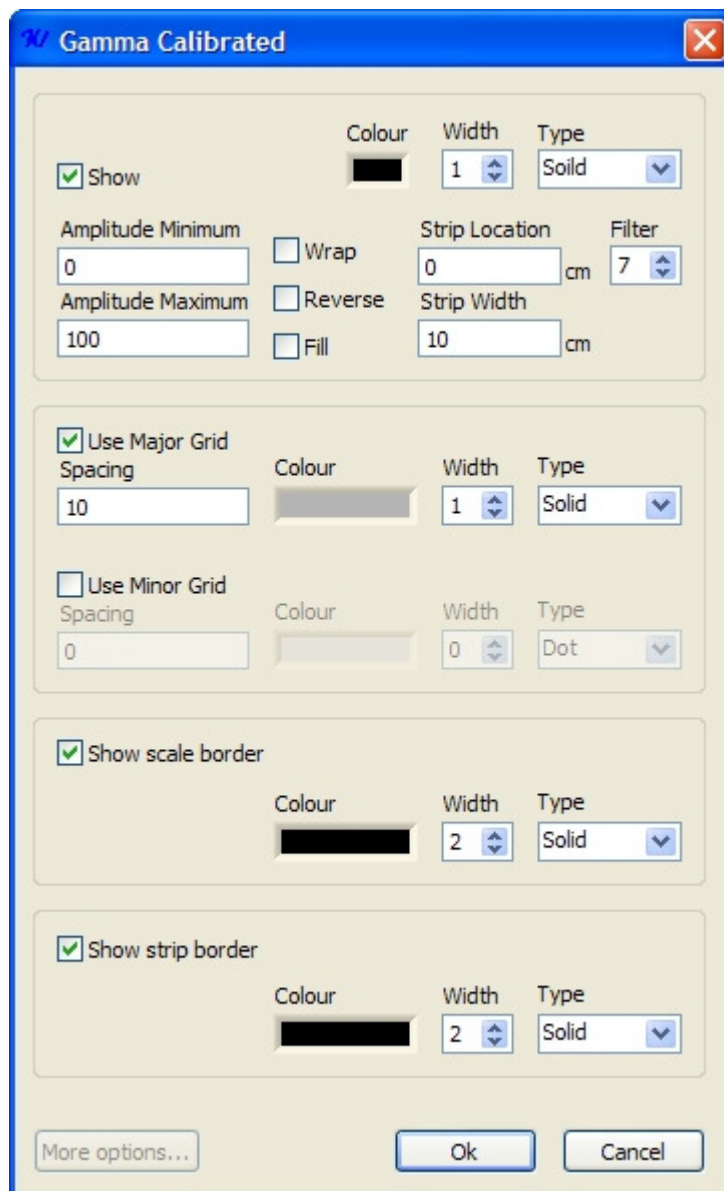 Gamma Calibrated
Colour Width Type
Show 1 Soild
Amplitude Minimum Strip Location Filter
0 Wrap 0 cm 7
Amplitude Maximum Reverse Strip Width
100 Fill 10 cm
Use Major Grid
Spacing Colour Width Type
10 1 Solid
Use Minor Grid
Spacing Colour Width Type
0 0 Dot
Show scale border
Colour Width Type
2 Solid
Show strip border
Colour Width Type
2 Solid
More options... Ok Cancel